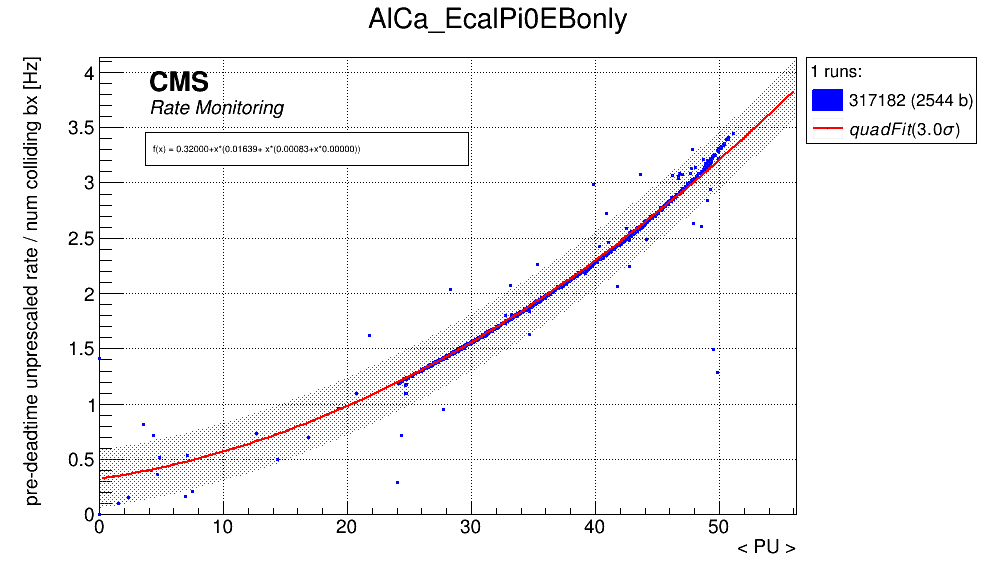 AlCa_EcalPi0EBonly
pre-deadtime unprescaled rate / num colliding bx [Hz]
4
3.5
3
2.5
2
1.5
1
0.5
0
CMS
Rate Monitoring
f(x) = 0.32000+x*(0.01639+ x*(0.00083+x*0.00000))
1 runs:
317182 (2544 b)
quadFit(3.0σ)
0 10 20 30 40 50
< PU >